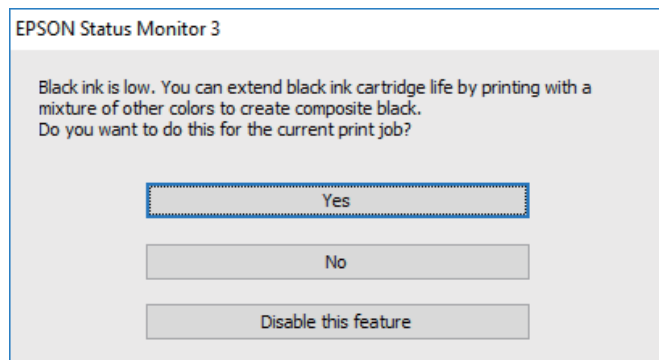 EPSON Status Monitor 3
Black ink is low. You can extend black ink cartridge life by printing with a
mixture of other colors to create composite black.
Do you want to do this for the current print job?
Yes
No
Disable this feature